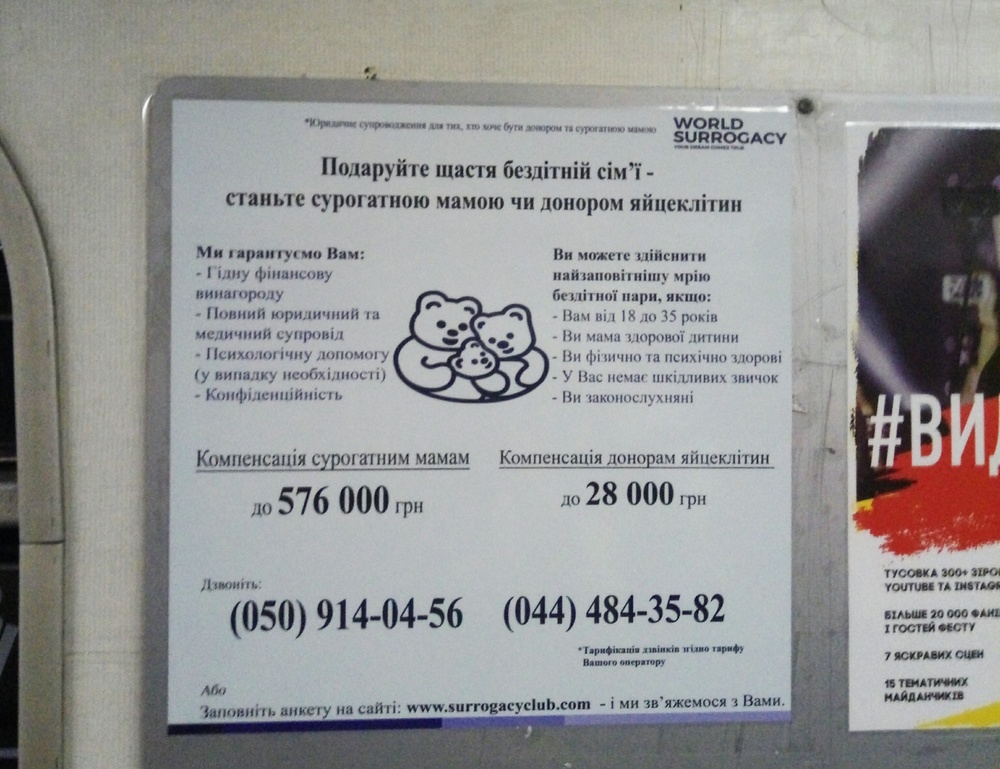 *Юридичне супроводження для тих, хто хоче бути донором та сурогатною мамою
WORLD
SURROGACY
YOUR DREAM COMES TRUE
Подаруйте щастя бездітній сім'ї -
станьте сурогатною мамою чи донором яйцеклітин
Ми гарантуємо Вам:
- Гідну фінансову
винагороду
- Повний юридичний та
медичний супровід
- Психологічну допомогу
(у випадку необхідності)
- Конфіденційність
Ви можете здійснити
найзаповітнішу мрію
бездітної пари, якщо:
- Вам від 18 до 35 років
- Ви мама здорової дитини
- Ви фізично та психічно здорові
- У Вас немає шкідливих звичок
- Ви законослухняні
Компенсація сурогатним мамам
до 576 000 грн
Компенсація донорам яйцеклітин
до 28 000 грн
Дзвоніть:
(050) 914-04-56 (044) 484-35-82
*Тарифікація дзвінків згідно тарифу
Вашого оператору
Або
Заповніть анкету на сайті: www.surrogacyclub.com - і ми зв'яжемося з Вами.
#ВИД
ТУСОВКА 300+ ЗІРО
YOUTUBE ТА INSTAGR
БІЛЬШЕ 20 000 ФАНІ
І ГОСТЕЙ ФЕСТУ
7 ЯСКРАВИХ СЦЕН
15 ТЕМАТИЧНИХ
МАЙДАНЧИКІВ